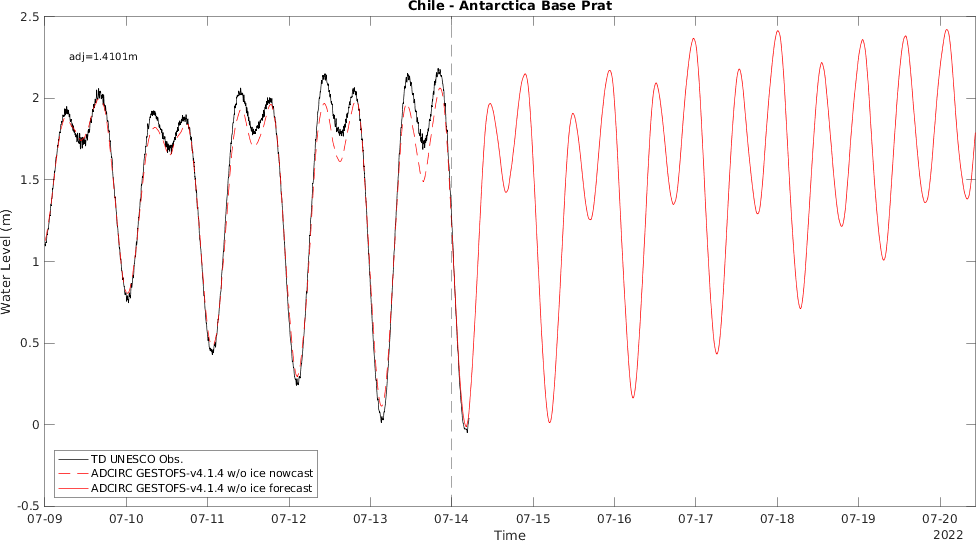 Chile - Antarctica Base Prat
adj=1.4101m
2.5
2
1.5
1
0.5
0
-0.5
Water Level (m)
TD UNESCO Obs.
ADCIRC GESTOFS-v4.1.4 w/o ice nowcast
ADCIRC GESTOFS-v4.1.4 w/o ice forecast
07-09 07-10 07-11 07-12 07-13 07-14 07-15 07-16 07-17 07-18 07-19 07-20
Time
2022